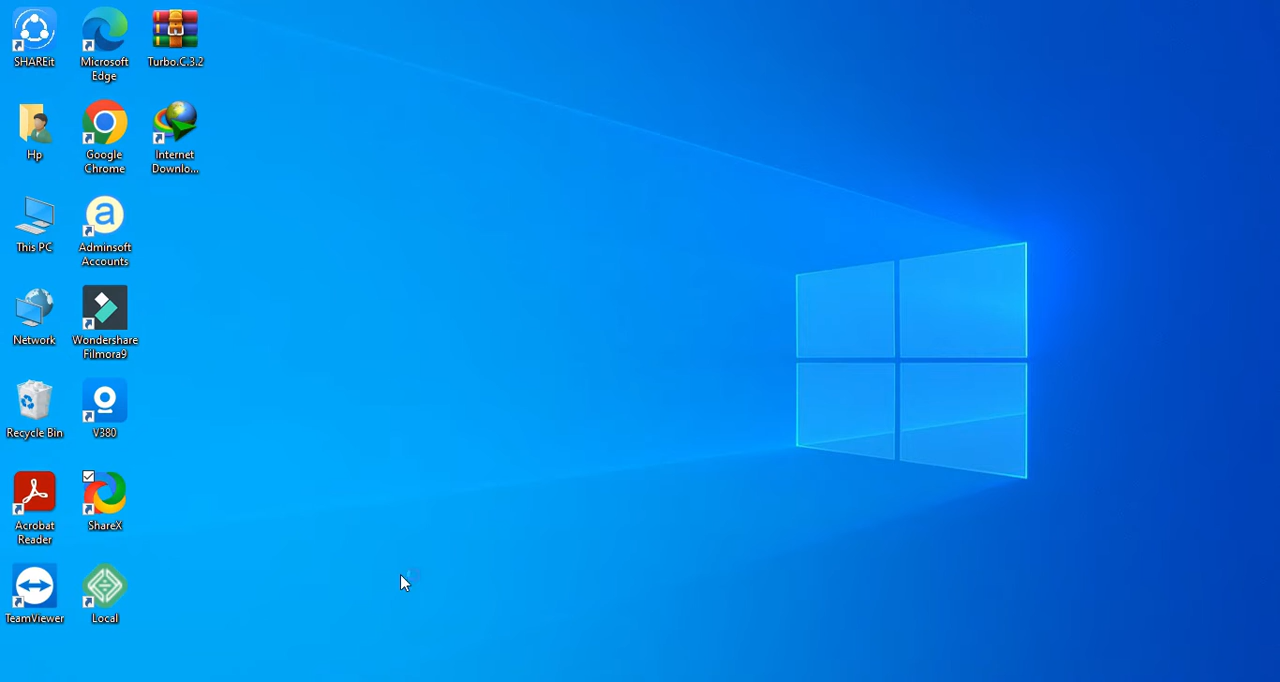 SHAREit
Microsoft
Edge
Turbo.C.3.2
Hp
Google
Chrome
Internet
Downlo...
This PC
Adminsoft
Accounts
Network
Wondershare
Filmora9
Recycle Bin
V380
Acrobat
Reader
ShareX
TeamViewer
Local